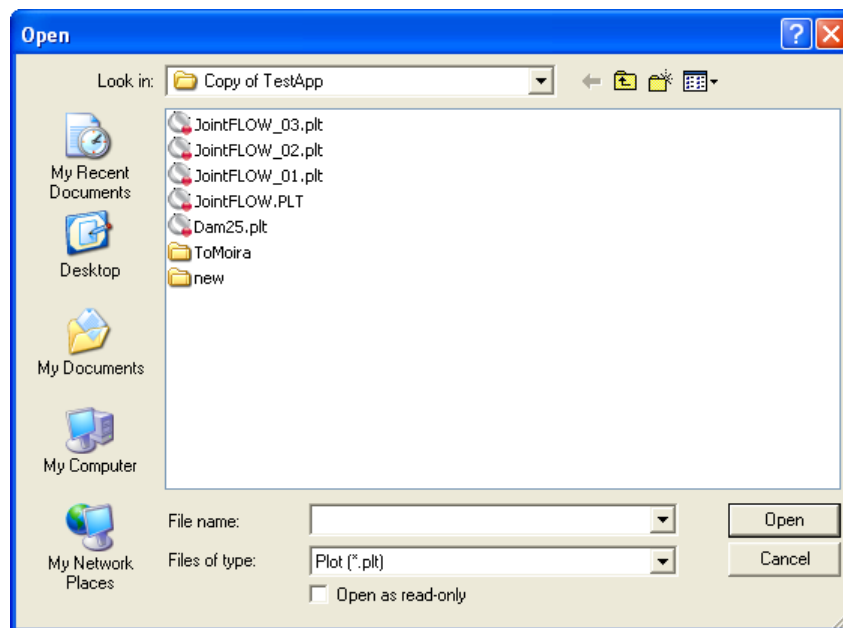 Open
Look in: Copy of TestApp
JointFLOW_03.plt
JointFLOW_02.plt
JointFLOW_01.plt
JointFLOW.PLT
Dam25.plt
ToMoira
new
My Recent
Documents
Desktop
My Documents
My Computer
My Network
Places
File name:
Open
Files of type: Plot (*.plt)
Cancel
Open as read-only